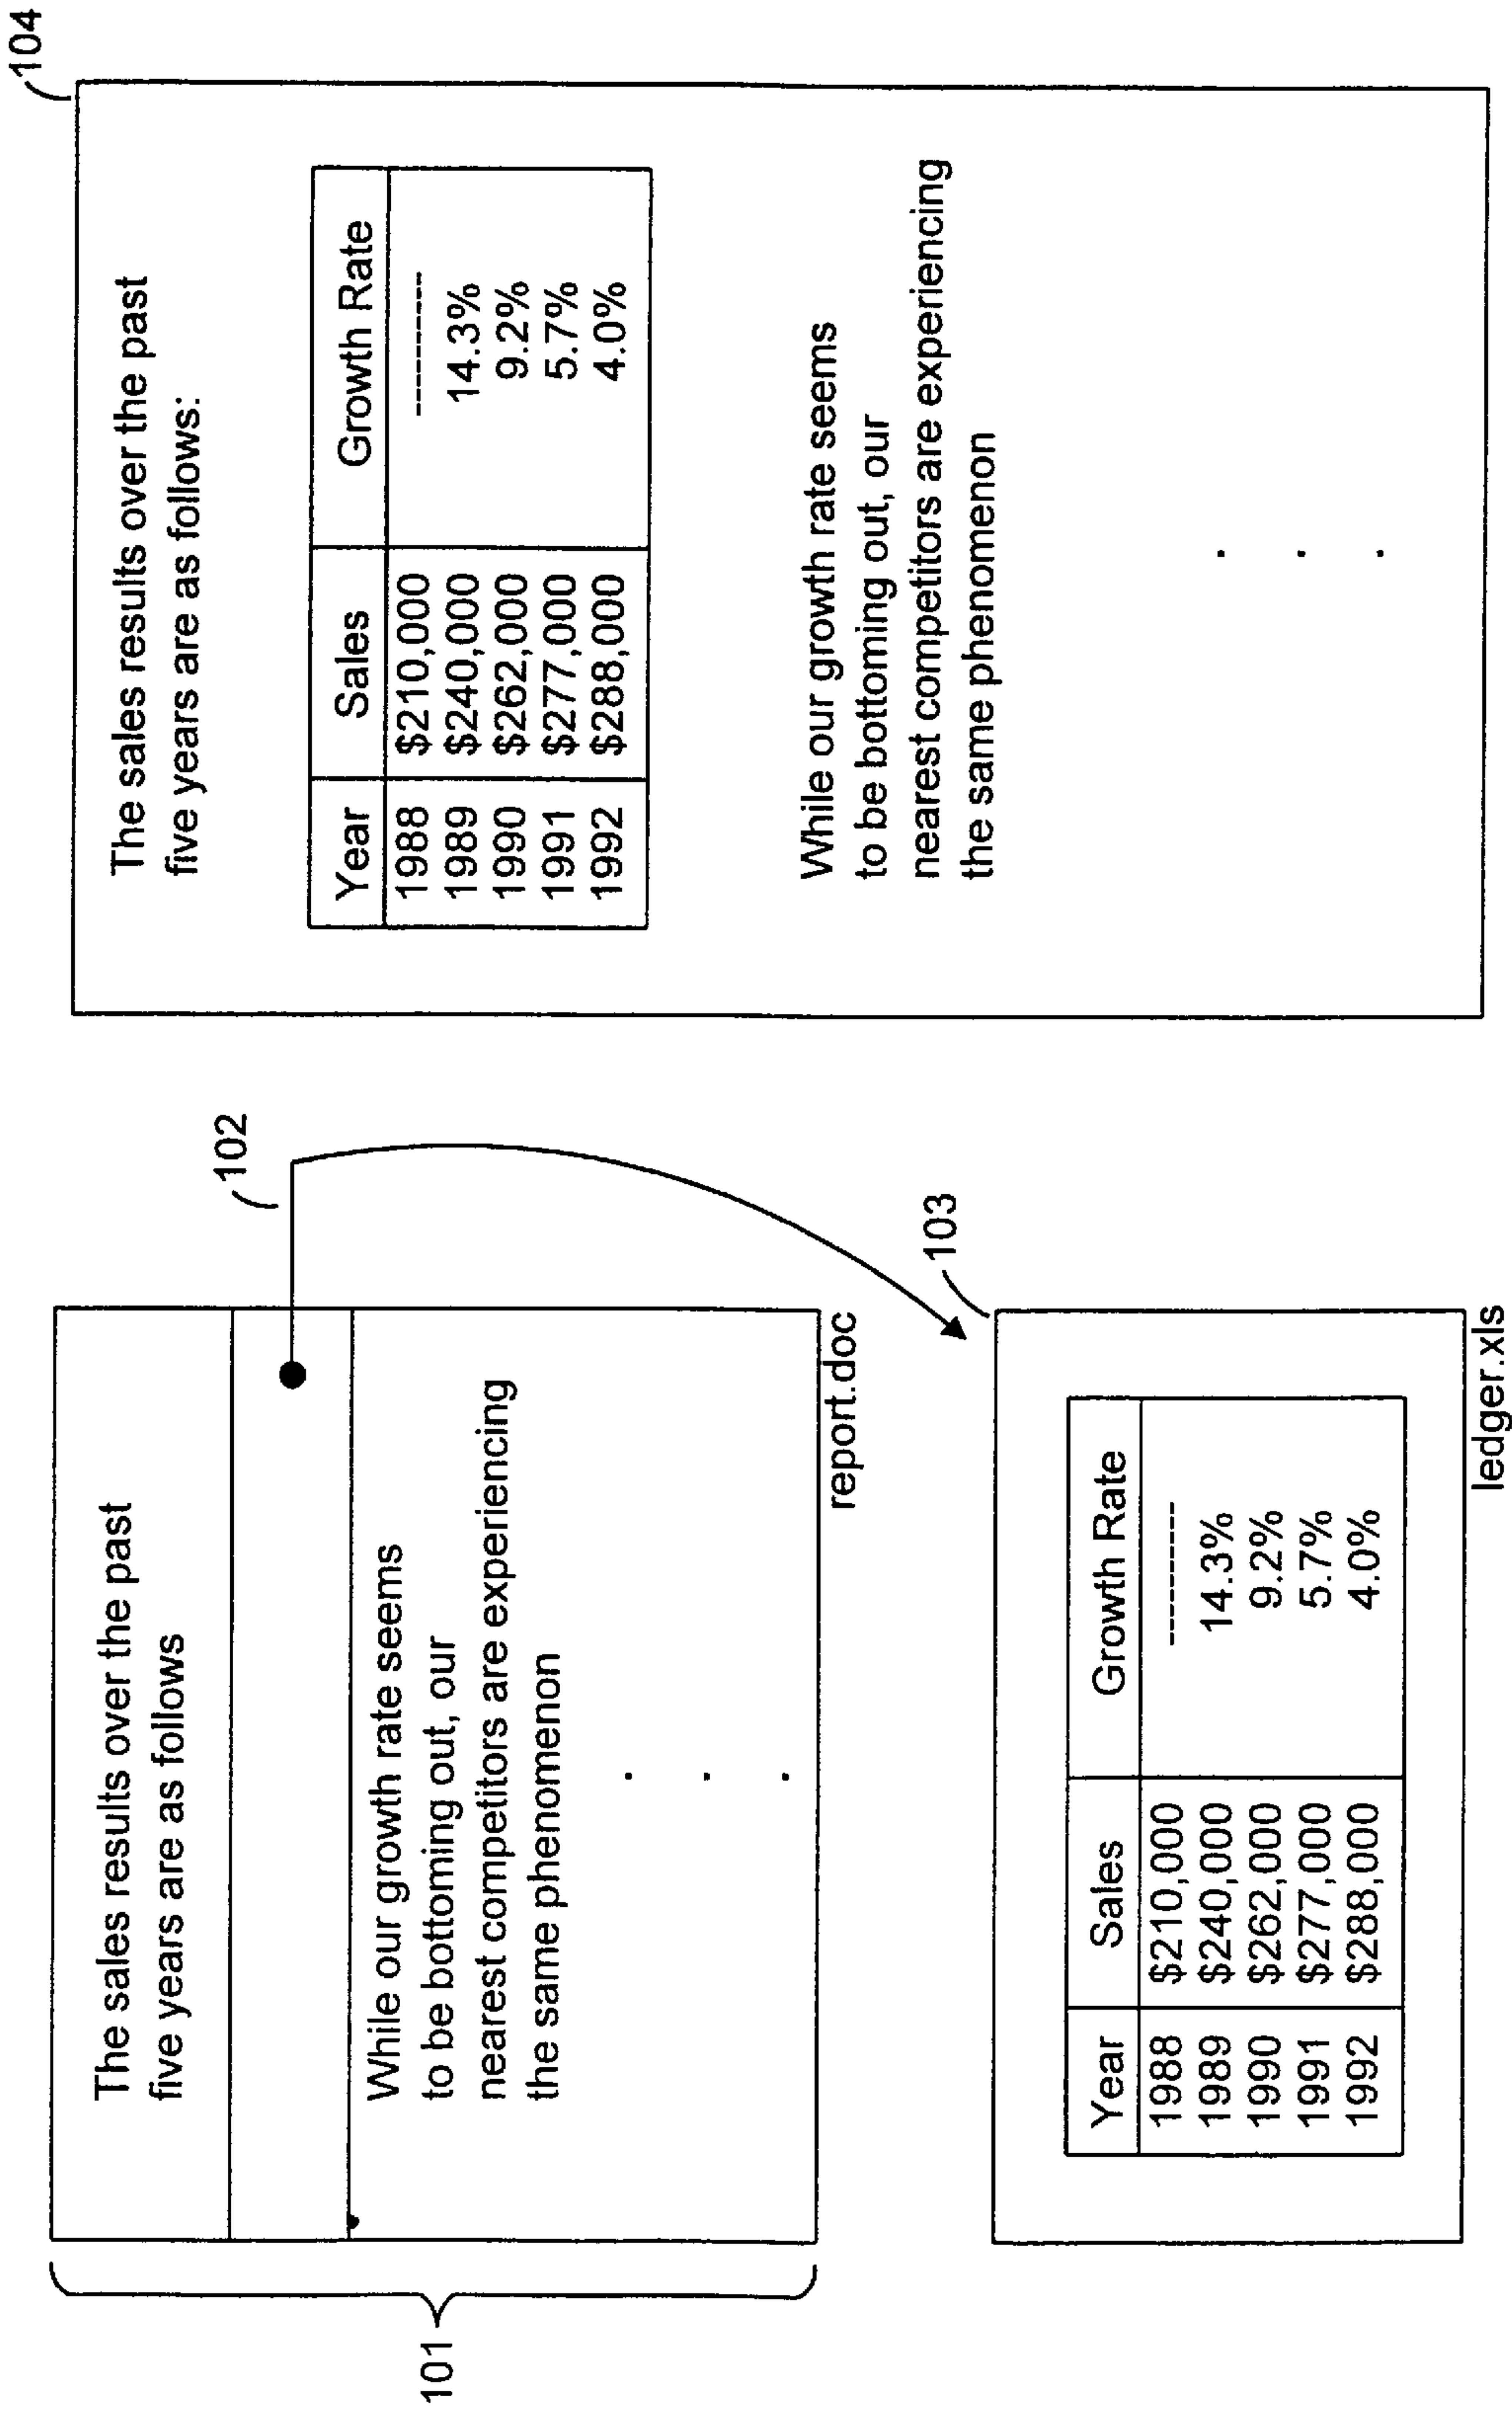 101
The sales results over the past
five years are as follows
While our growth rate seems
to be bottoming out, our
nearest competitors are experiencing
the same phenomenon
.
.
.
report.doc
102
103
Year Sales Growth Rate
1988 $210,000 ----------
1989 $240,000 14.3%
1990 $262,000 9.2%
1991 $277,000 5.7%
1992 $288,000 4.0%
ledger.xls
104
The sales results over the past
five years are as follows:
Year Sales Growth Rate
1988 $210,000 ----------
1989 $240,000 14.3%
1990 $262,000 9.2%
1991 $277,000 5.7%
1992 $288,000 4.0%
While our growth rate seems
to be bottoming out, our
nearest competitors are experiencing
the same phenomenon
.
.
.